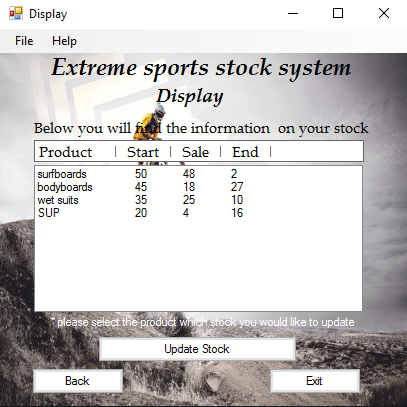 Display
File Help
Extreme sports stock system
Display
Below you will find the information on your stock
Product | Start | Sale | End |
surfboards 50 48 2
bodyboards 45 18 27
wet suits 35 25 10
SUP 20 4 16
please select the product which stock you would like to update
Update Stock
Back Exit